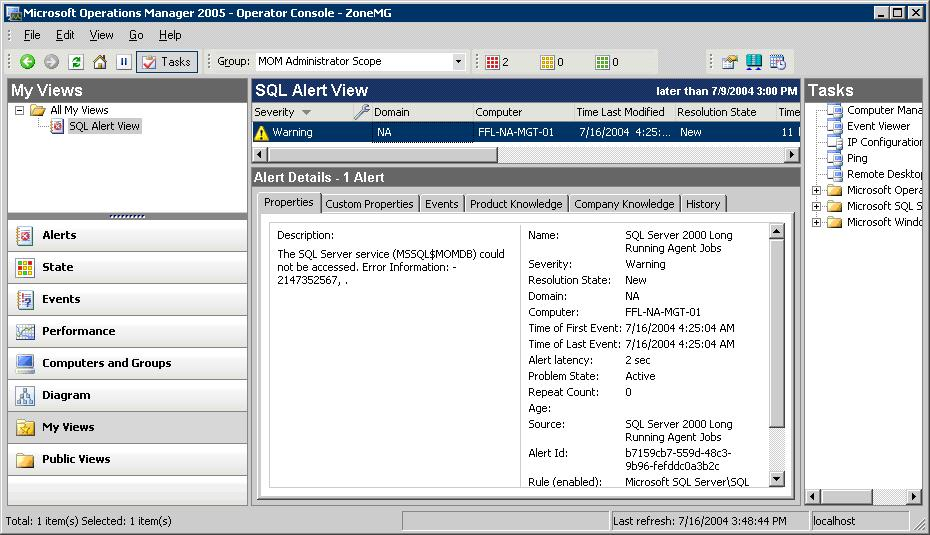 Microsoft Operations Manager 2005 - Operator Console - ZoneMG
File Edit View Go Help
Tasks Group: MOM Administrator Scope 2 0 0
My Views
All My Views
SQL Alert View
Alerts
State
Events
Performance
Computers and Groups
Diagram
My Views
Public Views
SQL Alert View later than 7/9/2004 3:00 PM
Severity Domain Computer Time Last Modified Resolution State Time
Warning NA FFL-NA-MGT-01 7/16/2004 4:25:... New 11
Alert Details - 1 Alert
Properties Custom Properties Events Product Knowledge Company Knowledge History
Description:
The SQL Server service (MSSQL$MOMDB) could
not be accessed. Error Information: -
2147352567, .
Name: SQL Server 2000 Long
Running Agent Jobs
Severity: Warning
Resolution State: New
Domain: NA
Computer: FFL-NA-MGT-01
Time of First Event: 7/16/2004 4:25:04 AM
Time of Last Event: 7/16/2004 4:25:04 AM
Alert latency: 2 sec
Problem State: Active
Repeat Count: 0
Age:
Source: SQL Server 2000 Long
Running Agent Jobs
Alert Id: b7159cb7-559d-48c3-
9b96-fefddc0a3b2c
Rule (enabled): Microsoft SQL Server\SQL
Tasks
Computer Mana
Event Viewer
IP Configuration
Ping
Remote Desktop
Microsoft Opera
Microsoft SQL S
Microsoft Windo
Total: 1 item(s) Selected: 1 item(s)
Last refresh: 7/16/2004 3:48:44 PM
localhost